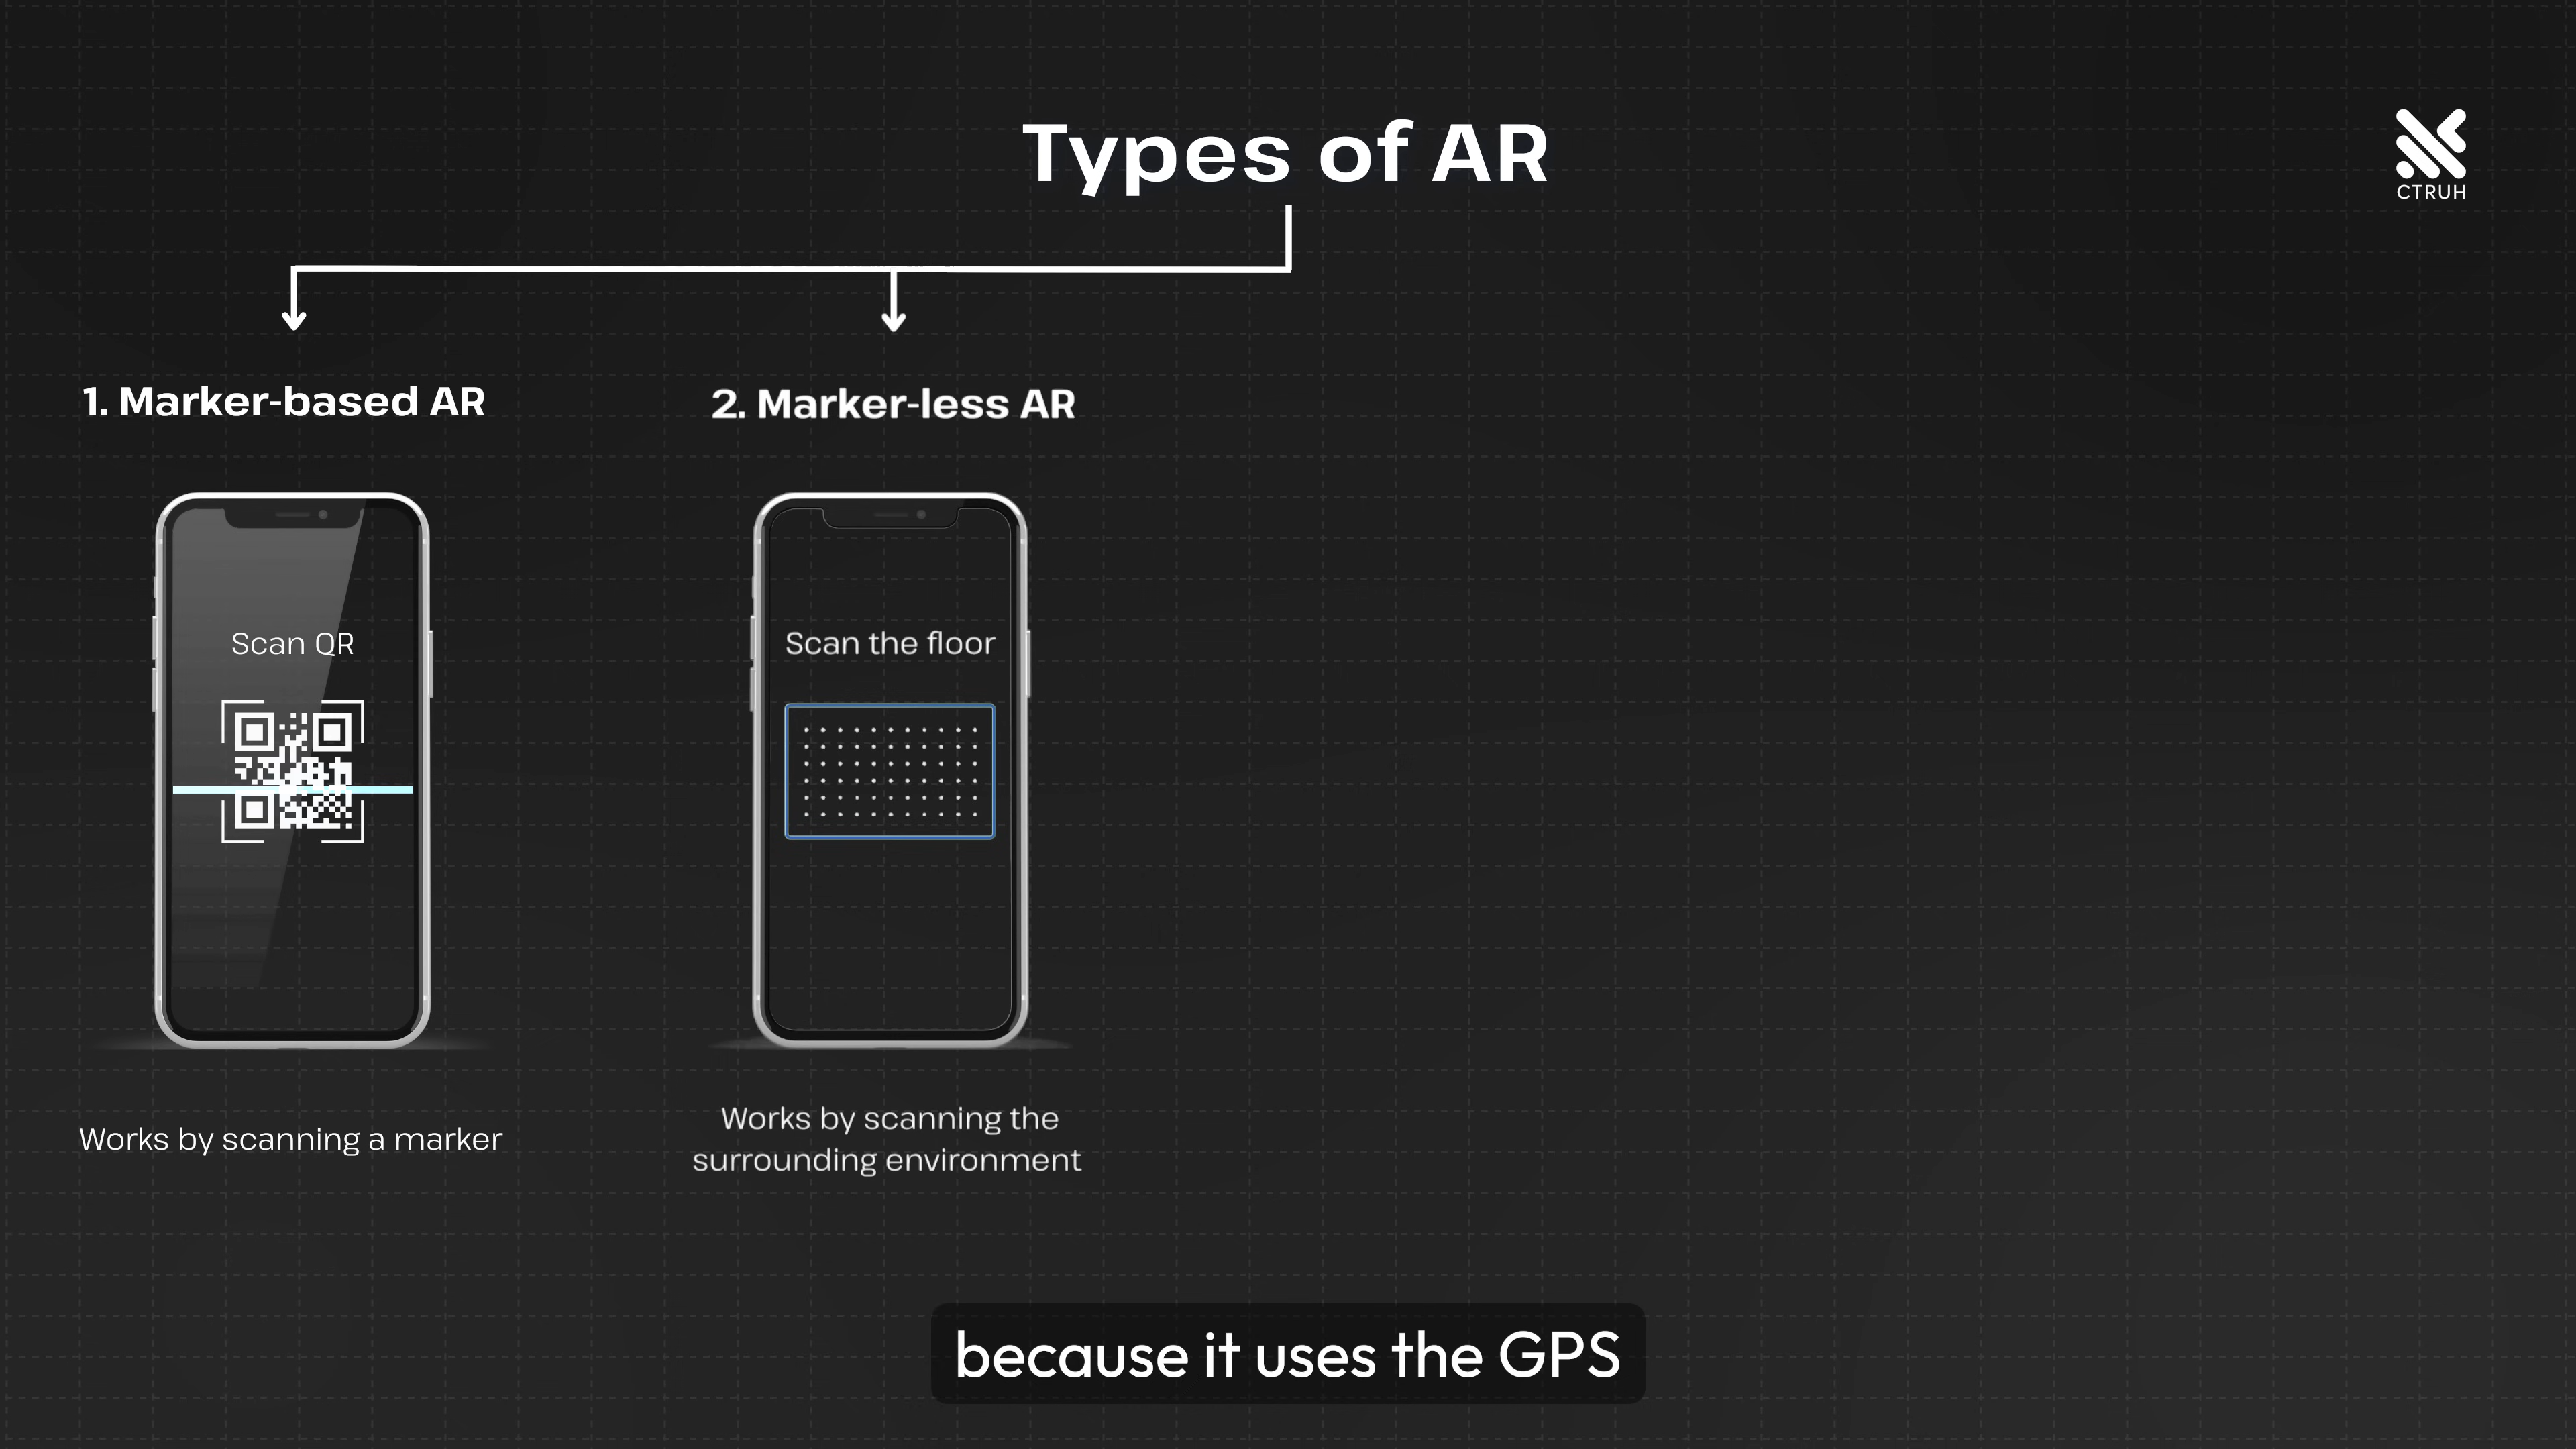 Types of AR
CTRUH
1. Marker-based AR
2. Marker-less AR
Scan QR
Scan the floor
Works by scanning a marker
Works by scanning the
surrounding environment
because it uses the GPS